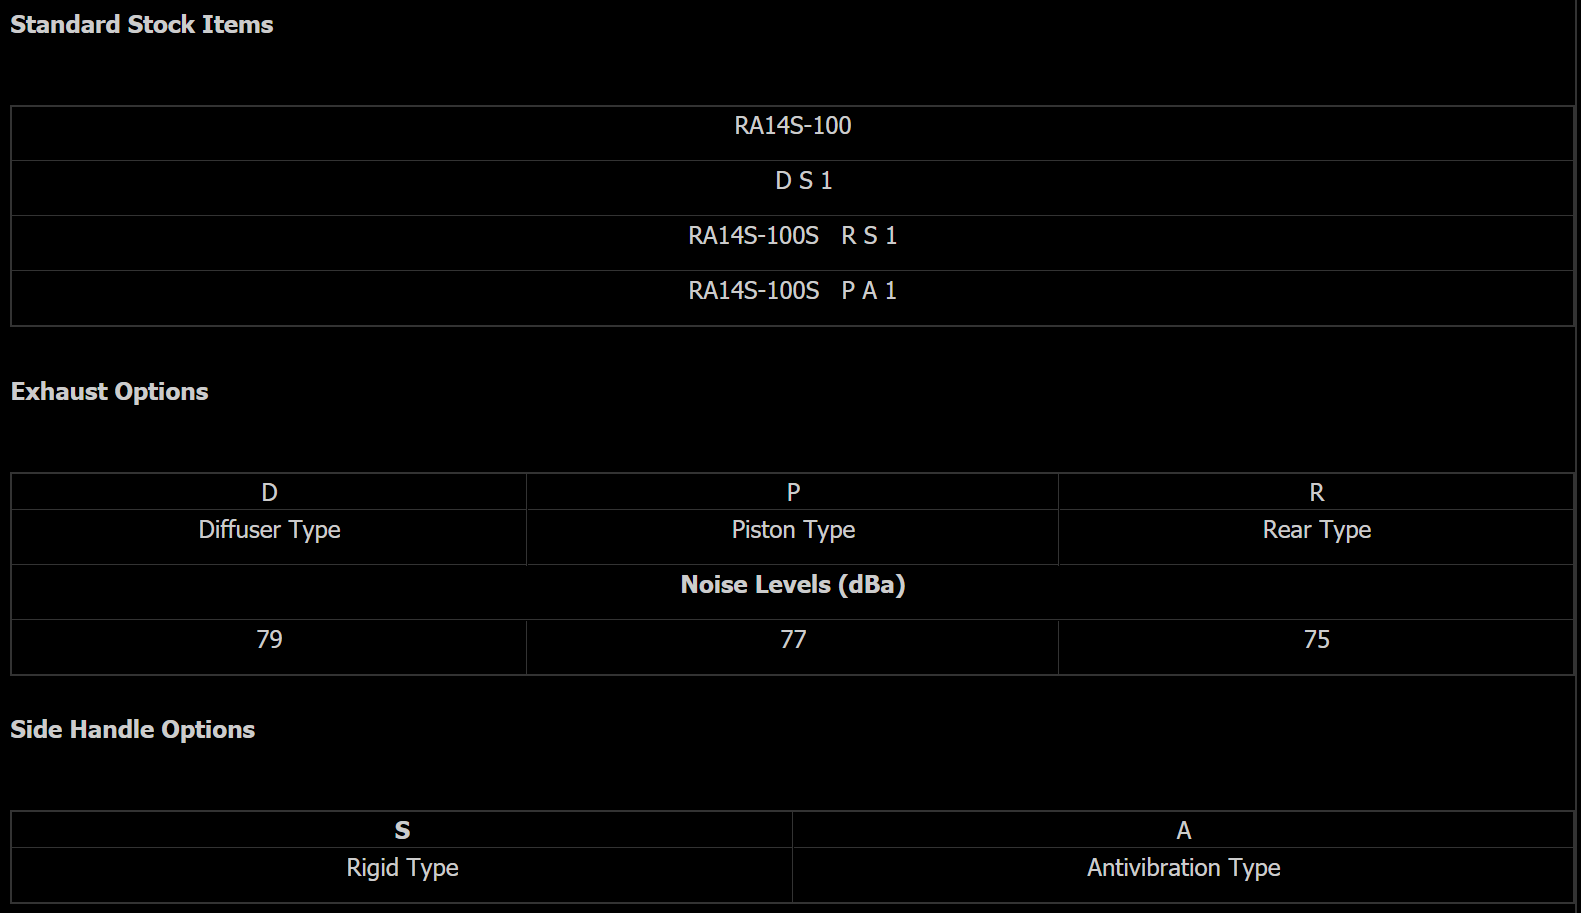 Standard Stock Items
RA14S-100
D S 1
RA14S-100S R S 1
RA14S-100S P A 1
Exhaust Options
D P R
Diffuser Type Piston Type Rear Type
Noise Levels (dBa)
79 77 75
Side Handle Options
S A
Rigid Type Antivibration Type